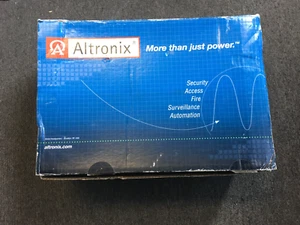 Altronix®
More than just power.™
Security
Access
Fire
Surveillance
Automation
altronix.com